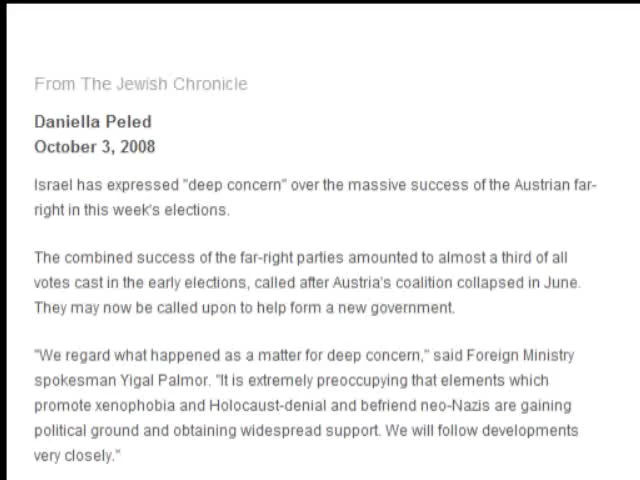 From The Jewish Chronicle
Daniella Peled
October 3, 2008
Israel has expressed "deep concern" over the massive success of the Austrian far-
right in this week's elections.
The combined success of the far-right parties amounted to almost a third of all
votes cast in the early elections, called after Austria's coalition collapsed in June.
They may now be called upon to help form a new government.
"We regard what happened as a matter for deep concern," said Foreign Ministry
spokesman Yigal Palmor. "It is extremely preoccupying that elements which
promote xenophobia and Holocaust-denial and befriend neo-Nazis are gaining
political ground and obtaining widespread support. We will follow developments
very closely."